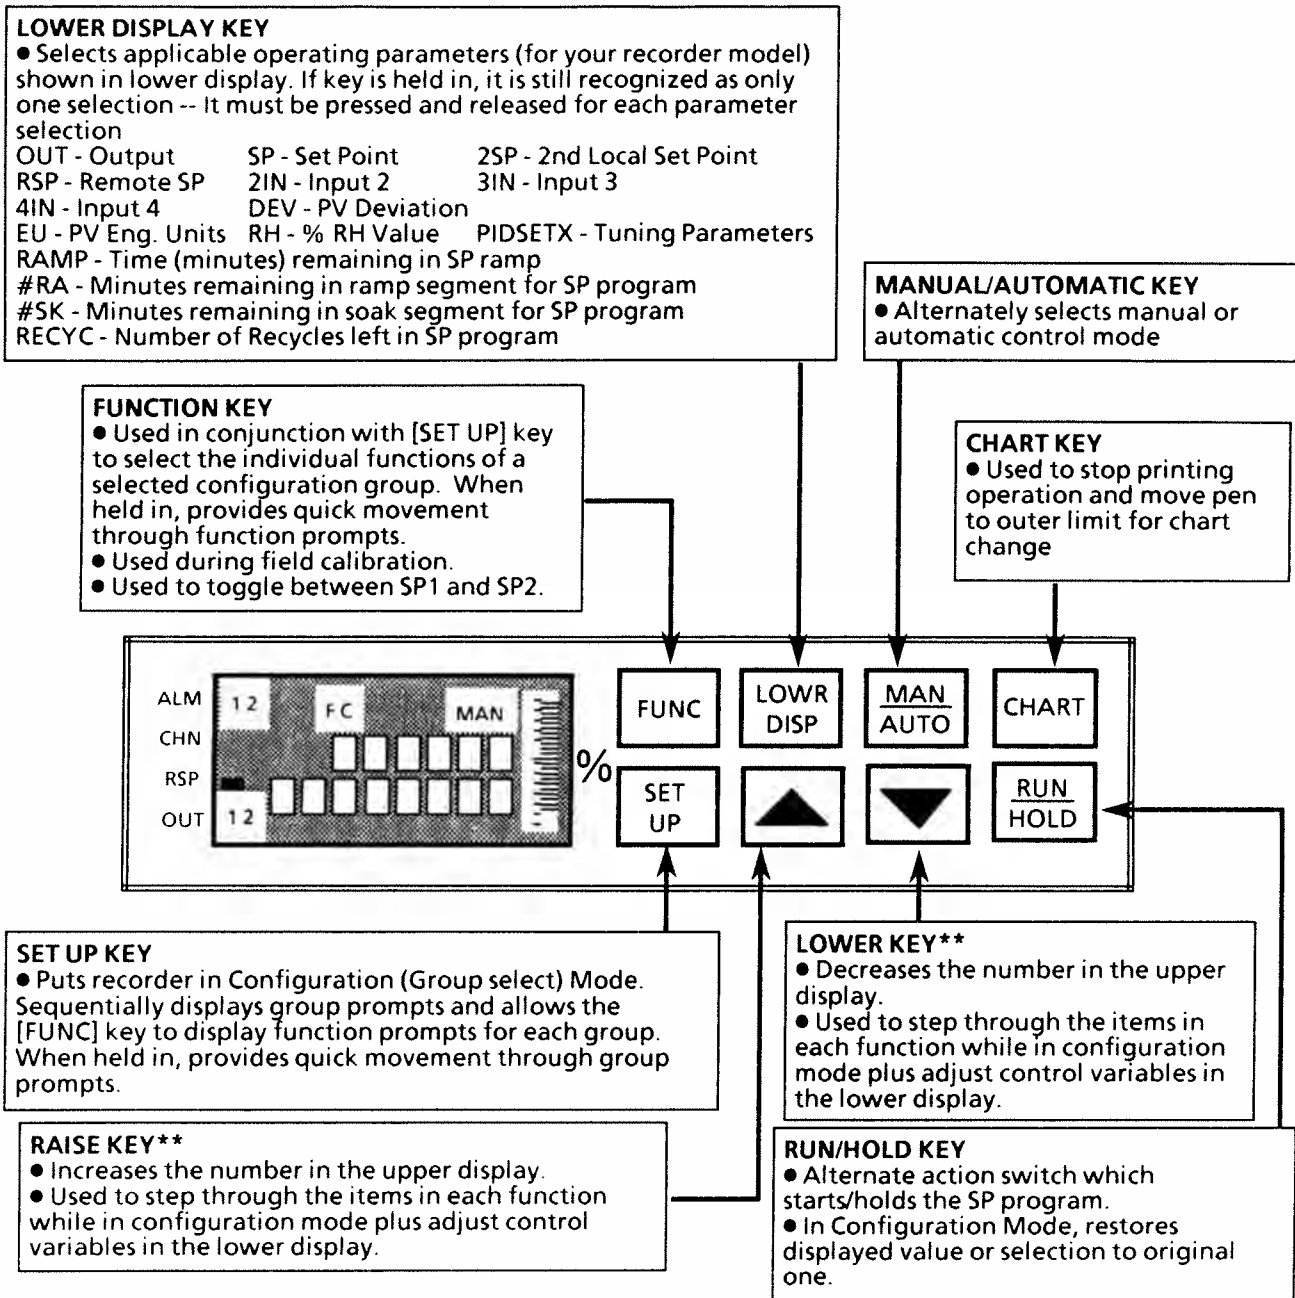 LOWER DISPLAY KEY
● Selects applicable operating parameters (for your recorder model)
shown in lower display. If key is held in, it is still recognized as only
one selection -- It must be pressed and released for each parameter
selection
OUT - Output SP - Set Point 2SP - 2nd Local Set Point
RSP - Remote SP 2IN - Input 2 3IN - Input 3
4IN - Input 4 DEV - PV Deviation
EU - PV Eng. Units RH - % RH Value PIDSETX - Tuning Parameters
RAMP - Time (minutes) remaining in SP ramp
#RA - Minutes remaining in ramp segment for SP program
#SK - Minutes remaining in soak segment for SP program
RECYC - Number of Recycles left in SP program
MANUAL/AUTOMATIC KEY
● Alternately selects manual or
automatic control mode
FUNCTION KEY
● Used in conjunction with [SET UP] key
to select the individual functions of a
selected configuration group. When
held in, provides quick movement
through function prompts.
● Used during field calibration.
● Used to toggle between SP1 and SP2.
CHART KEY
● Used to stop printing
operation and move pen
to outer limit for chart
change
ALM
CHN
RSP
OUT
1 2
F C
MAN
1 2
%
FUNC
LOWR
DISP
MAN
AUTO
CHART
SET
UP
RUN
HOLD
SET UP KEY
● Puts recorder in Configuration (Group select) Mode.
Sequentially displays group prompts and allows the
[FUNC] key to display function prompts for each group.
When held in, provides quick movement through group
prompts.
LOWER KEY**
● Decreases the number in the upper
display.
● Used to step through the items in
each function while in configuration
mode plus adjust control variables in
the lower display.
RAISE KEY**
● Increases the number in the upper display.
● Used to step through the items in each function
while in configuration mode plus adjust control
variables in the lower display.
RUN/HOLD KEY
● Alternate action switch which
starts/holds the SP program.
● In Configuration Mode, restores
displayed value or selection to original
one.